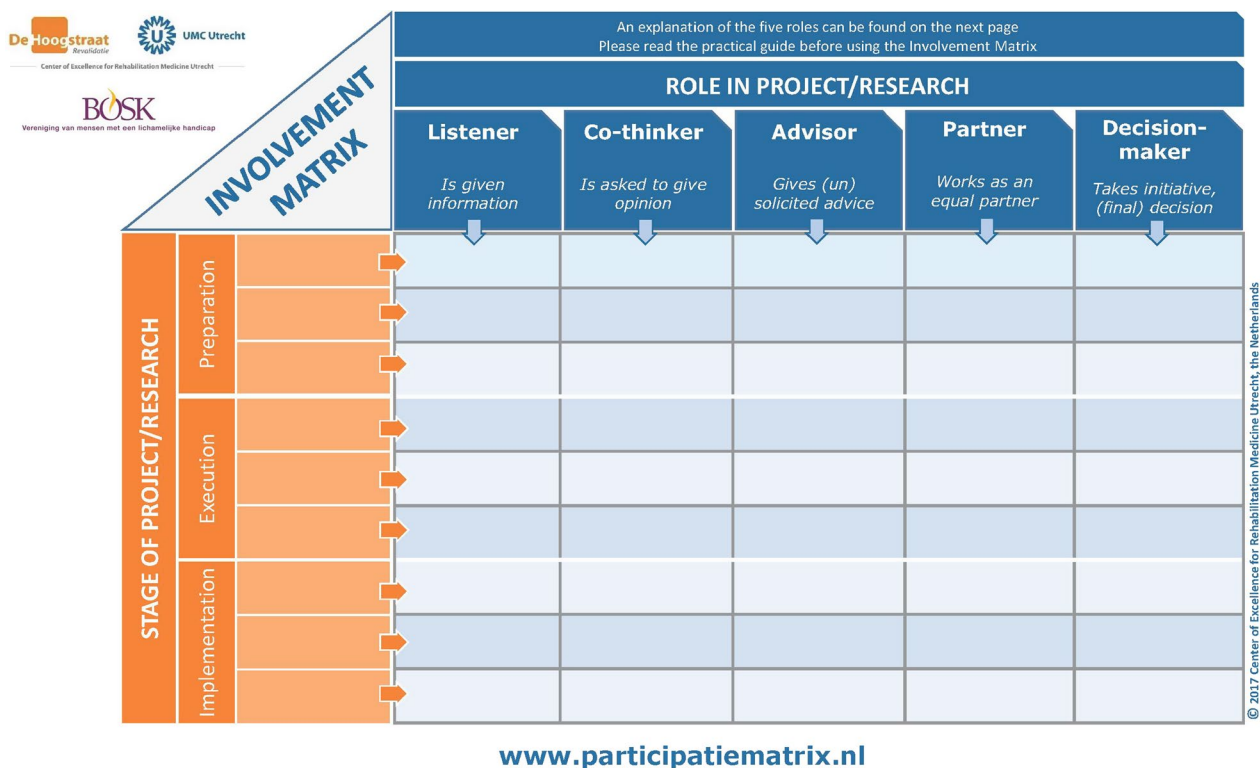 De Hoogstraat
Revalidatie
UMC Utrecht
Center of Excellence for Rehabilitation Medicine Utrecht
BOSK
Vereniging van mensen met een lichamelijke handicap
INVOLVEMENT
MATRIX
An explanation of the five roles can be found on the next page
Please read the practical guide before using the Involvement Matrix
ROLE IN PROJECT/RESEARCH
Listener
Is given
information
Co-thinker
Is asked to give
opinion
Advisor
Gives (un)
solicited advice
Partner
Works as an
equal partner
Decision-
maker
Takes initiative,
(final) decision
STAGE OF PROJECT/RESEARCH
Preparation
Execution
Implementation
© 2017 Center of Excellence for Rehabilitation Medicine Utrecht, the Netherlands
www.participatiematrix.nl